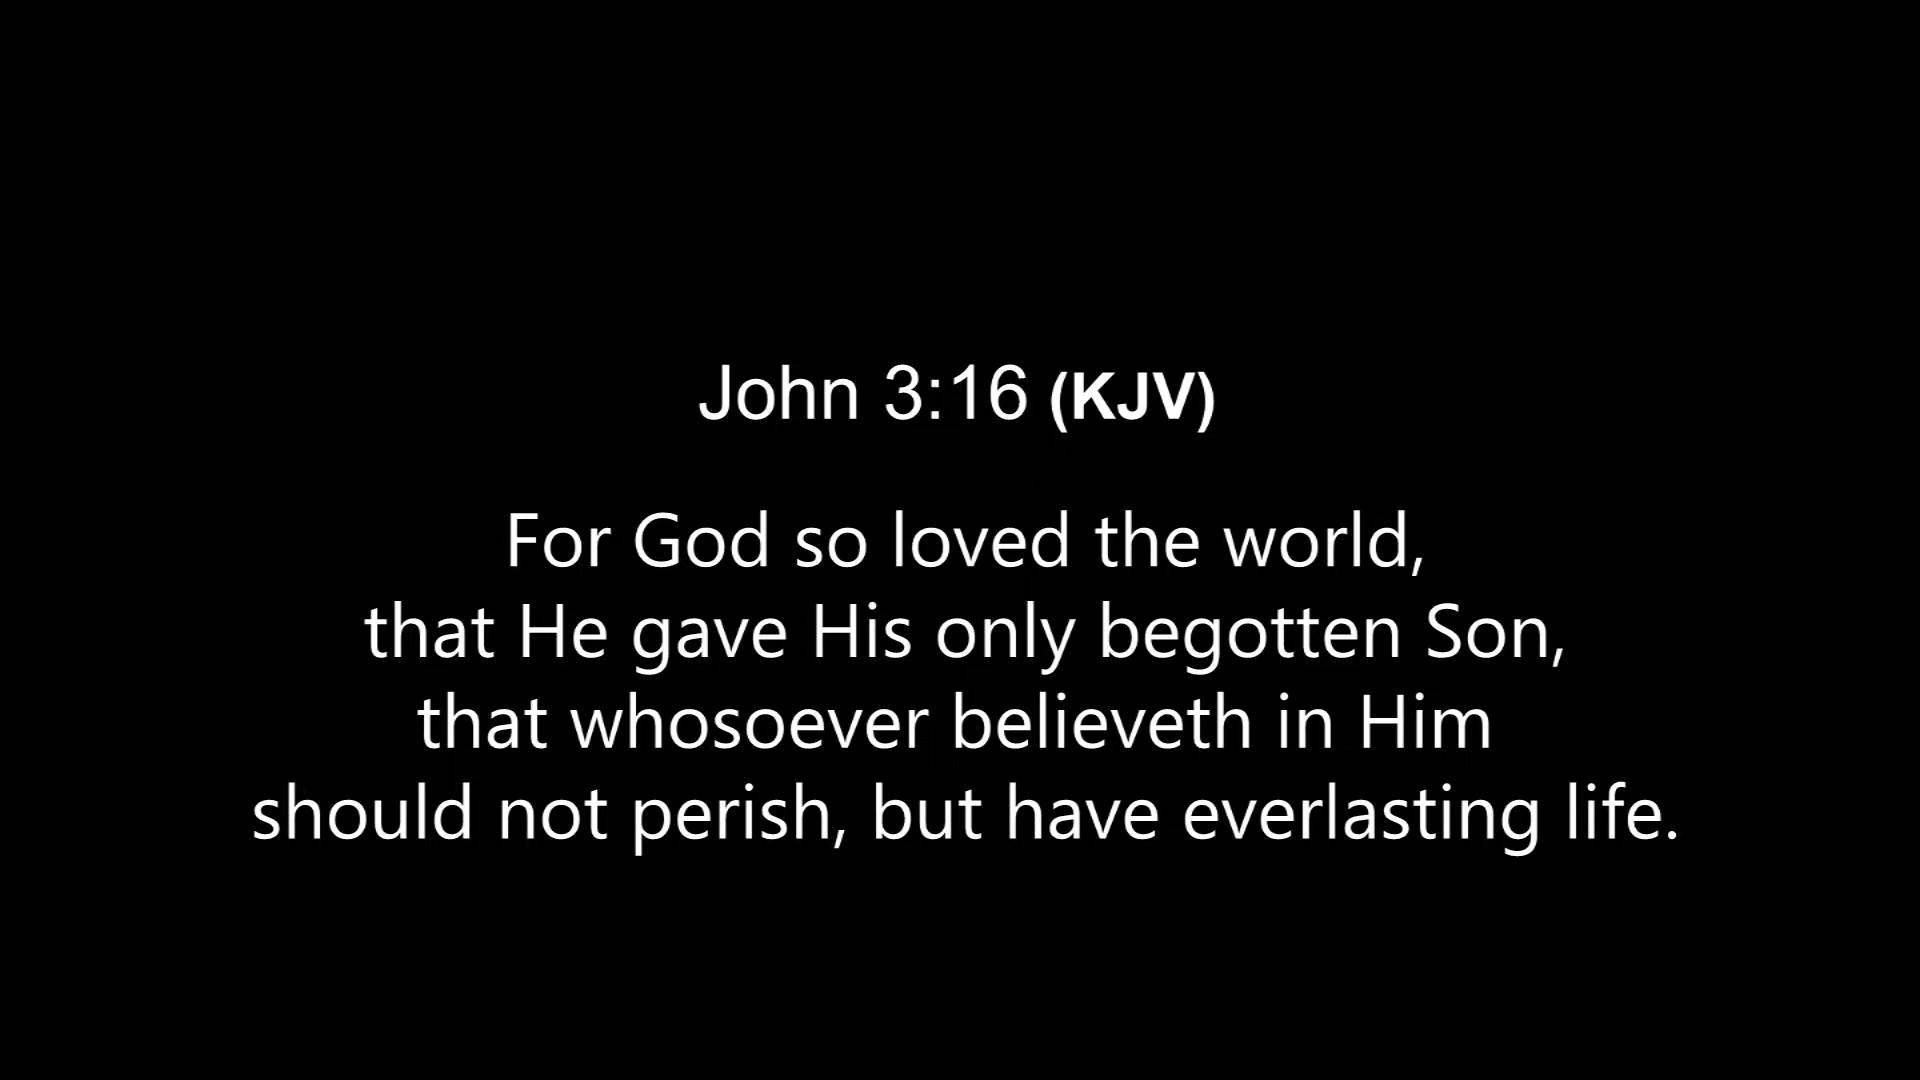 John 3:16 (KJV)
For God so loved the world,
that He gave His only begotten Son,
that whosoever believeth in Him
should not perish, but have everlasting life.